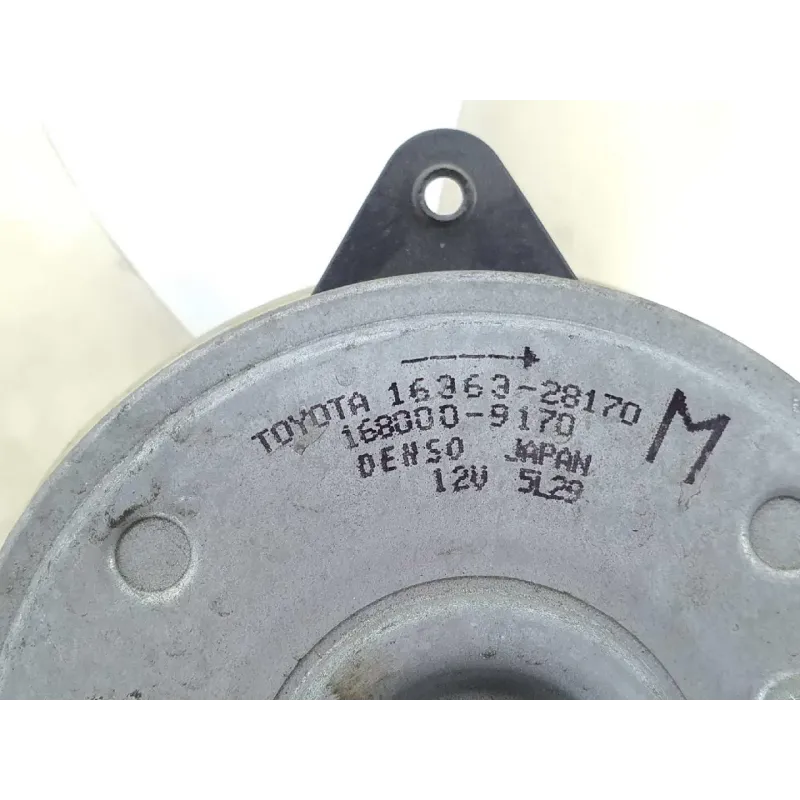 TOYOTA 16363-28170
168000-9170
DENSO JAPAN
12V 5L29
M